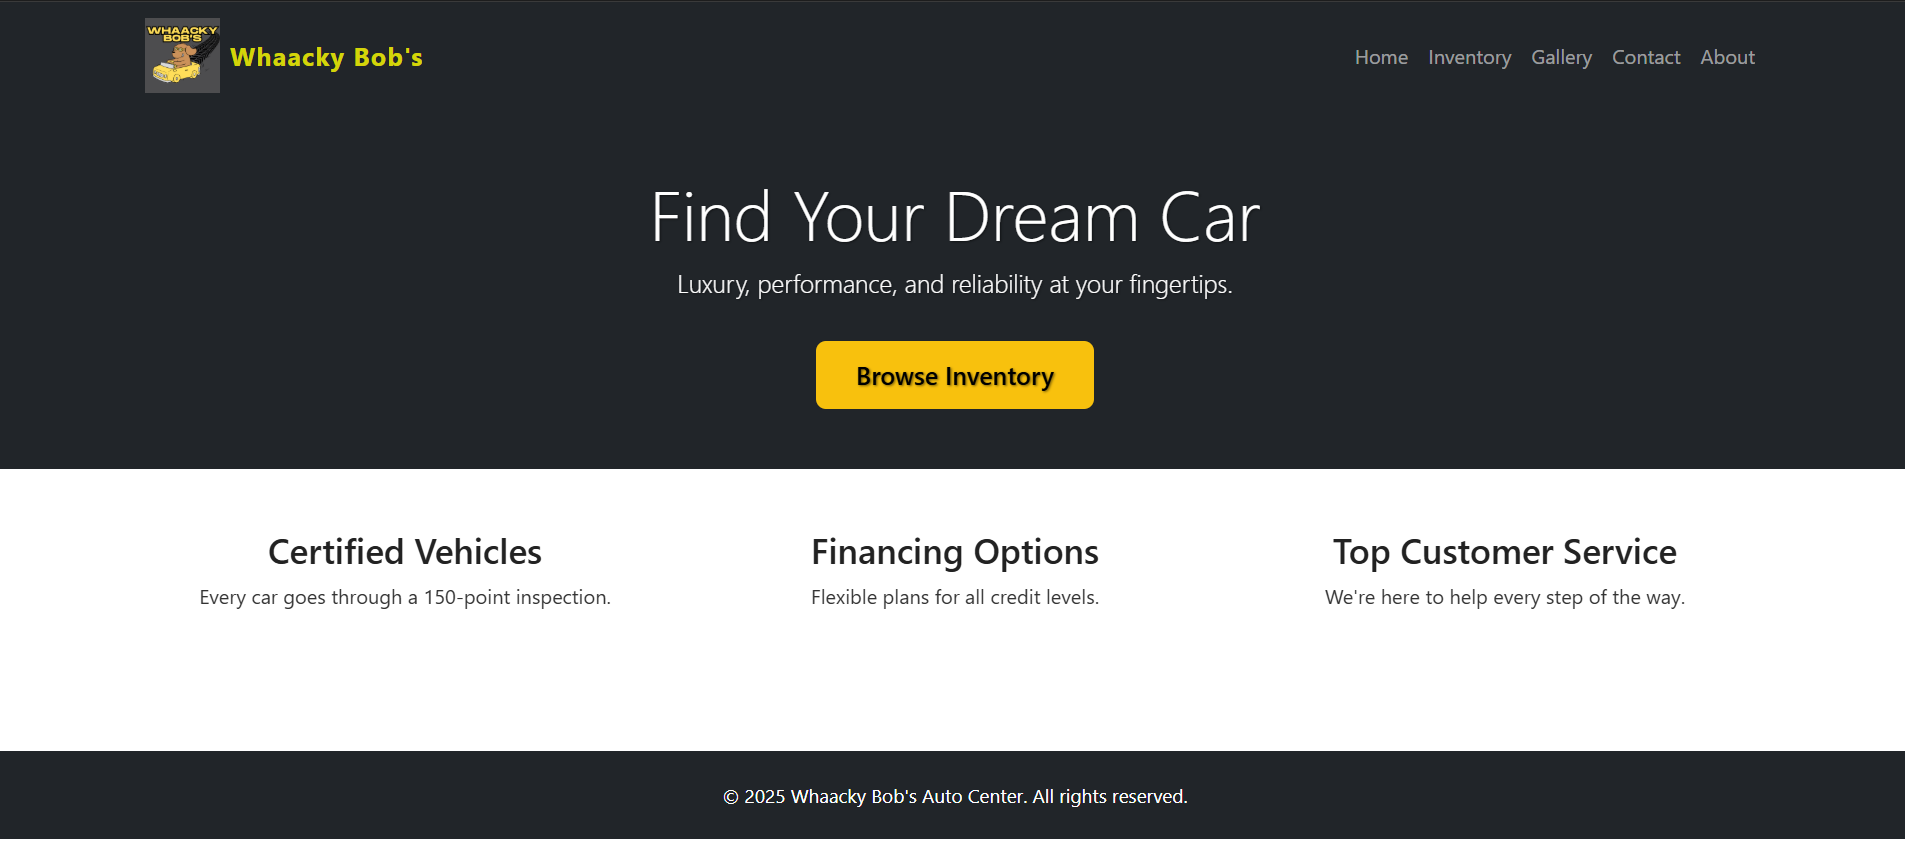 WHAACKY
BOB'S
Whaacky Bob's
Home Inventory Gallery Contact About
Find Your Dream Car
Luxury, performance, and reliability at your fingertips.
Browse Inventory
Certified Vehicles
Every car goes through a 150-point inspection.
Financing Options
Flexible plans for all credit levels.
Top Customer Service
We're here to help every step of the way.
© 2025 Whaacky Bob's Auto Center. All rights reserved.